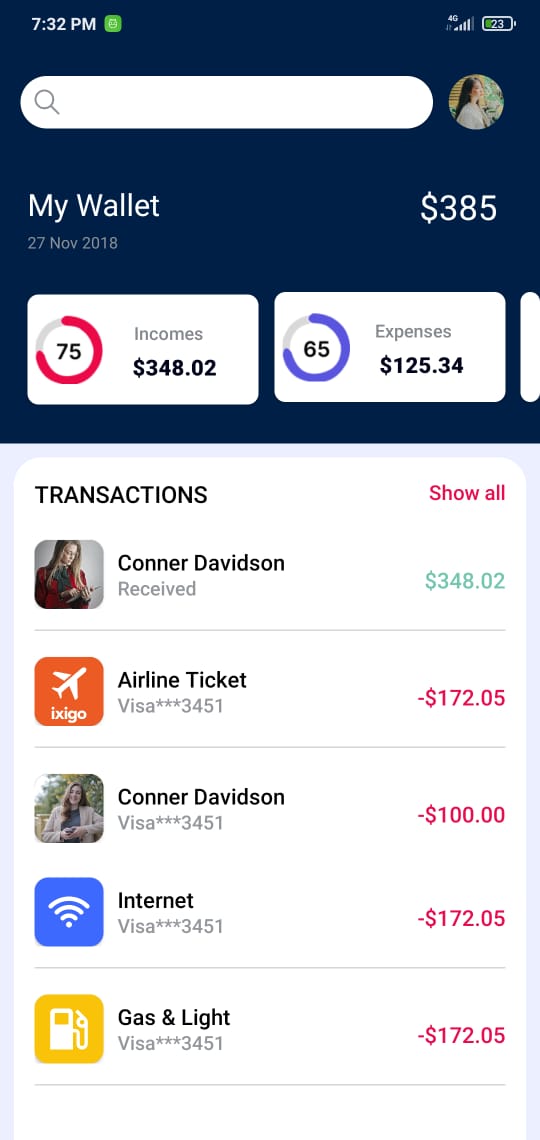 7:32 PM
4G
23
My Wallet
$385
27 Nov 2018
75
Incomes
$348.02
65
Expenses
$125.34
TRANSACTIONS
Show all
Conner Davidson
Received
$348.02
ixigo
Airline Ticket
Visa***3451
-$172.05
Conner Davidson
Visa***3451
-$100.00
Internet
Visa***3451
-$172.05
Gas & Light
Visa***3451
-$172.05